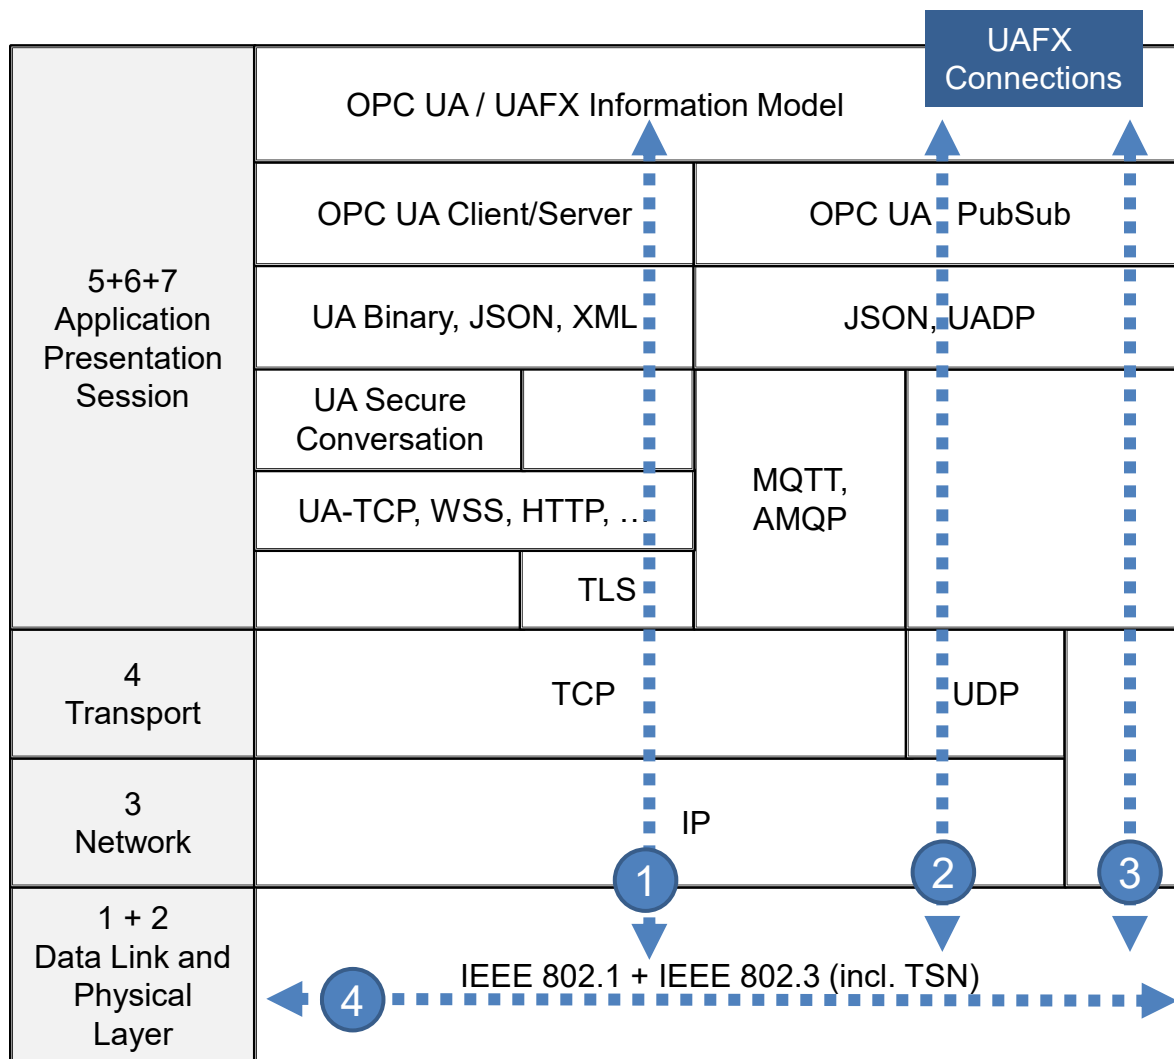 UAFX
Connections
OPC UA / UAFX Information Model
5+6+7
Application
Presentation
Session
OPC UA Client/Server
OPC UA PubSub
UA Binary, JSON, XML
JSON, UADP
UA Secure
Conversation
UA-TCP, WSS, HTTP, …
MQTT,
AMQP
TLS
4
Transport
TCP
UDP
3
Network
IP
1
2
3
1 + 2
Data Link and
Physical
Layer
IEEE 802.1 + IEEE 802.3 (incl. TSN)
4